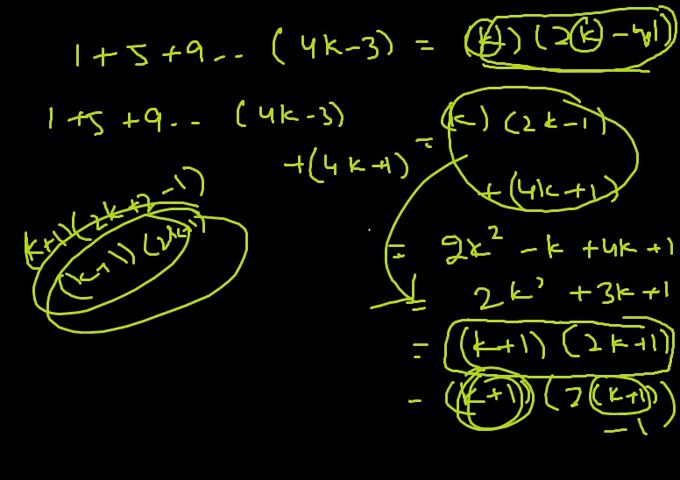 1 + 5 + 9 .. (4k-3) = (k) (2k-1)
1 + 5 + 9 .. (4k-3)
+ (4k+1) = (k) (2k-1)
+ (4k+1)
k+1) (2k+2-1)
(k+1) (2k+1)
= 2k² - k + 4k + 1
= 2k² + 3k + 1
= (k+1) (2k+1)
= (k+1) (2(k+1))
-1